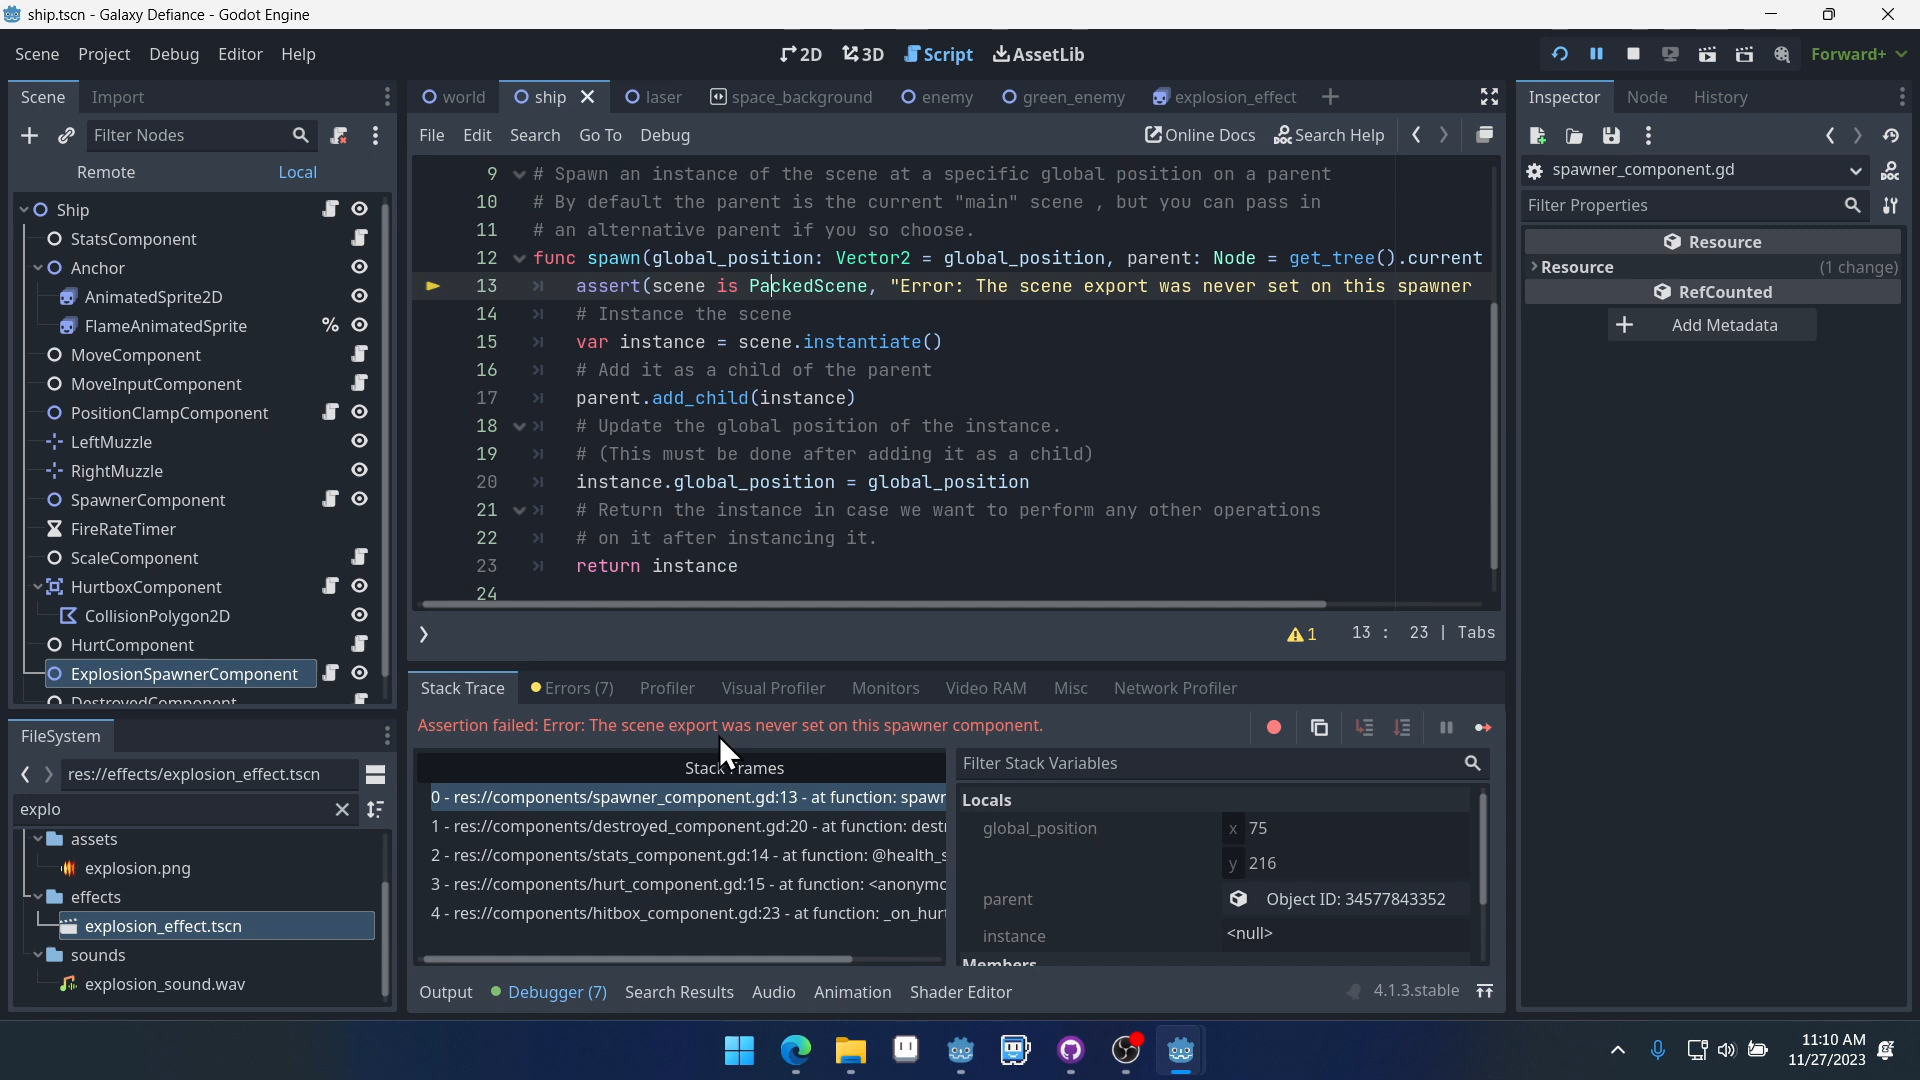 ship.tscn - Galaxy Defiance - Godot Engine
Scene Project Debug Editor Help
2D 3D Script AssetLib
Forward+
Scene Import
world ship laser space_background enemy green_enemy explosion_effect
Inspector Node History
Filter Nodes
File Edit Search Go To Debug
Online Docs Search Help
Remote Local
spawner_component.gd
Filter Properties
Ship
StatsComponent
Anchor
AnimatedSprite2D
FlameAnimatedSprite
MoveComponent
MoveInputComponent
PositionClampComponent
LeftMuzzle
RightMuzzle
SpawnerComponent
FireRateTimer
ScaleComponent
HurtboxComponent
CollisionPolygon2D
HurtComponent
ExplosionSpawnerComponent
DestroyedComponent
9 # Spawn an instance of the scene at a specific global position on a parent
10 # By default the parent is the current "main" scene , but you can pass in
11 # an alternative parent if you so choose.
12 func spawn(global_position: Vector2 = global_position, parent: Node = get_tree().current
13 assert(scene is PackedScene, "Error: The scene export was never set on this spawner
14 # Instance the scene
15 var instance = scene.instantiate()
16 # Add it as a child of the parent
17 parent.add_child(instance)
18 # Update the global position of the instance.
19 # (This must be done after adding it as a child)
20 instance.global_position = global_position
21 # Return the instance in case we want to perform any other operations
22 # on it after instancing it.
23 return instance
24
1 13 : 23 | Tabs
Resource
Resource (1 change)
RefCounted
Add Metadata
Stack Trace Errors (7) Profiler Visual Profiler Monitors Video RAM Misc Network Profiler
Assertion failed: Error: The scene export was never set on this spawner component.
Stack Frames
0 - res://components/spawner_component.gd:13 - at function: spawn
1 - res://components/destroyed_component.gd:20 - at function: dest
2 - res://components/stats_component.gd:14 - at function: @health_s
3 - res://components/hurt_component.gd:15 - at function: <anonymo
4 - res://components/hitbox_component.gd:23 - at function: _on_hurt
Filter Stack Variables
Locals
global_position x 75
y 216
parent Object ID: 34577843352
instance <null>
Members
Output Debugger (7) Search Results Audio Animation Shader Editor
4.1.3.stable
FileSystem
res://effects/explosion_effect.tscn
explo
assets
explosion.png
effects
explosion_effect.tscn
sounds
explosion_sound.wav
11:10 AM
11/27/2023